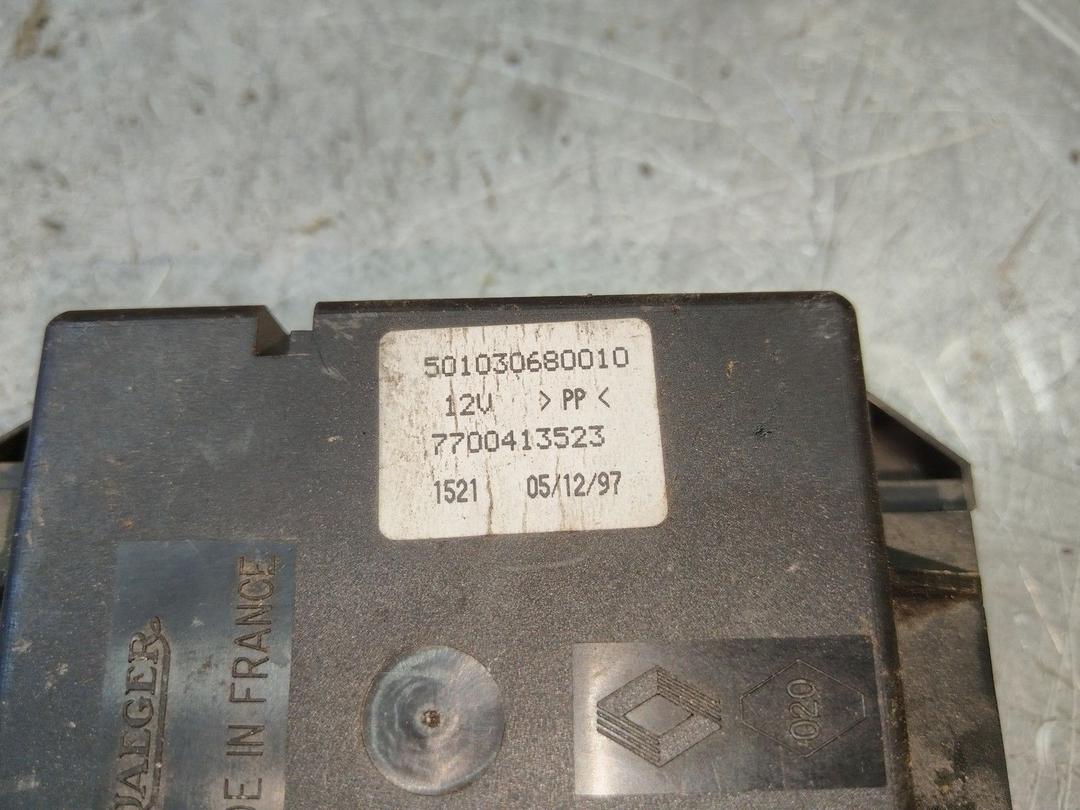 501030680010
12V >PP<
7700413523
1521 05/12/97
JAEGER
DE IN FRANCE
020